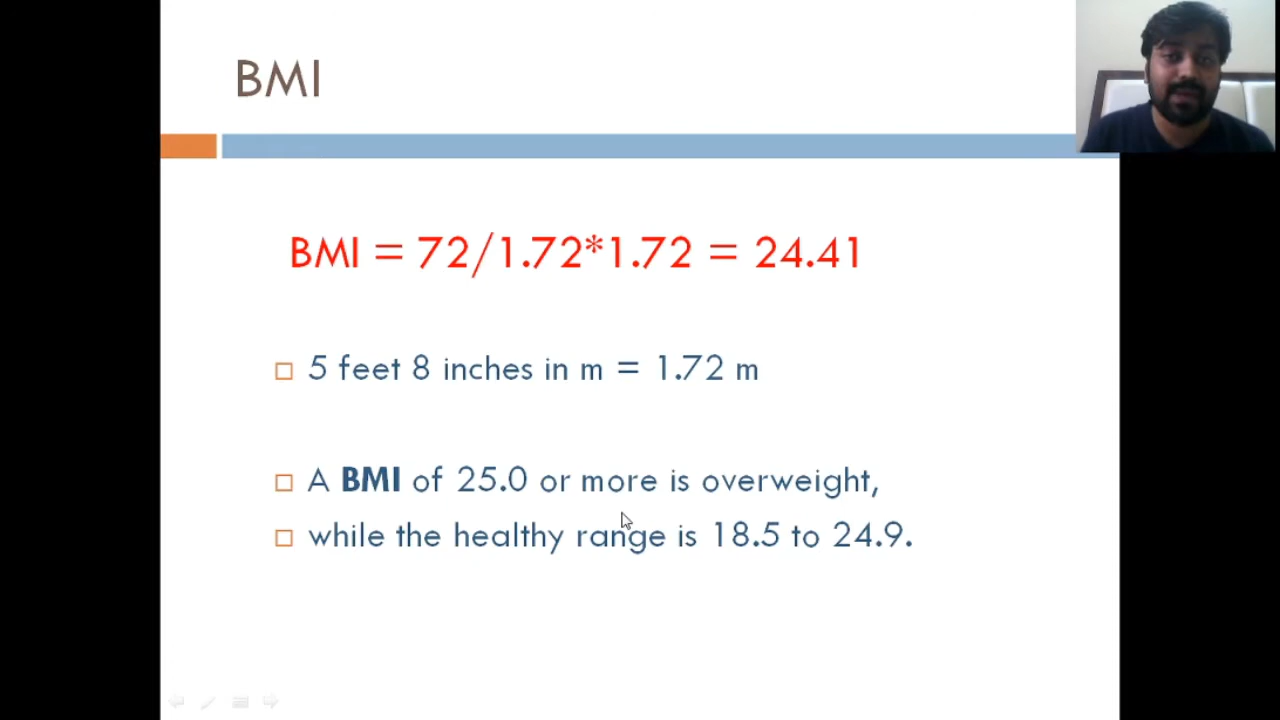 BMI
BMI = 72/1.72*1.72 = 24.41
5 feet 8 inches in m = 1.72 m
A BMI of 25.0 or more is overweight,
while the healthy range is 18.5 to 24.9.